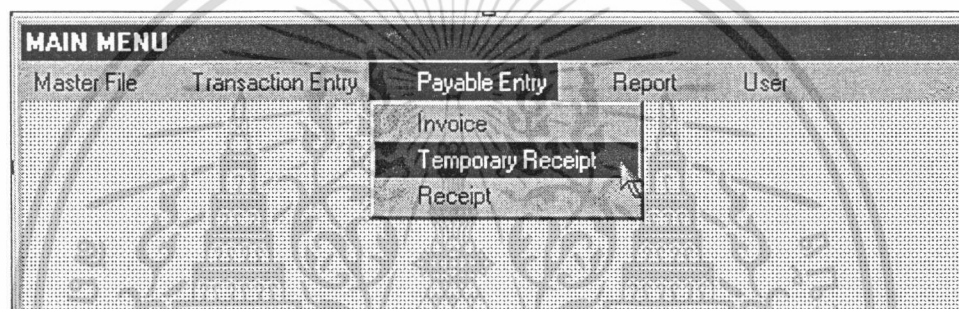 MAIN MENU
Master File Transaction Entry Payable Entry Report User
Invoice
Temporary Receipt
Receipt